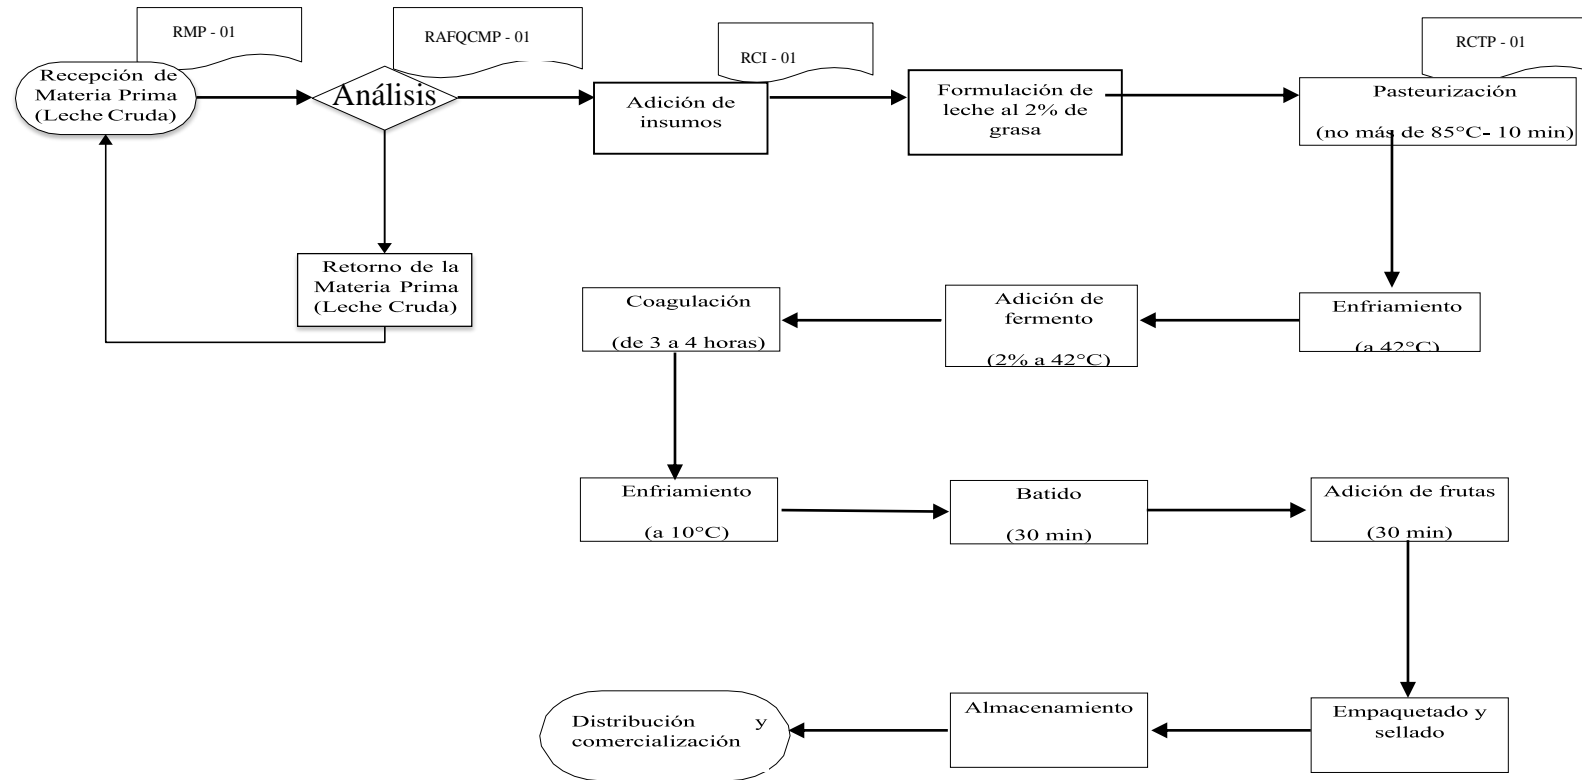 RMP - 01
RAFQCMP - 01
RCI - 01
RCTP - 01
Recepción de
Materia Prima
(Leche Cruda)
Análisis
Adición de
insumos
Formulación de
leche al 2% de
grasa
Pasteurización
(no más de 85°C- 10 min)
Retorno de la
Materia Prima
(Leche Cruda)
Coagulación
(de 3 a 4 horas)
Adición de
fermento
(2% a 42°C)
Enfriamiento
(a 42°C)
Enfriamiento
(a 10°C)
Batido
(30 min)
Adición de frutas
(30 min)
Distribución y
comercialización
Almacenamiento
Empaquetado y
sellado